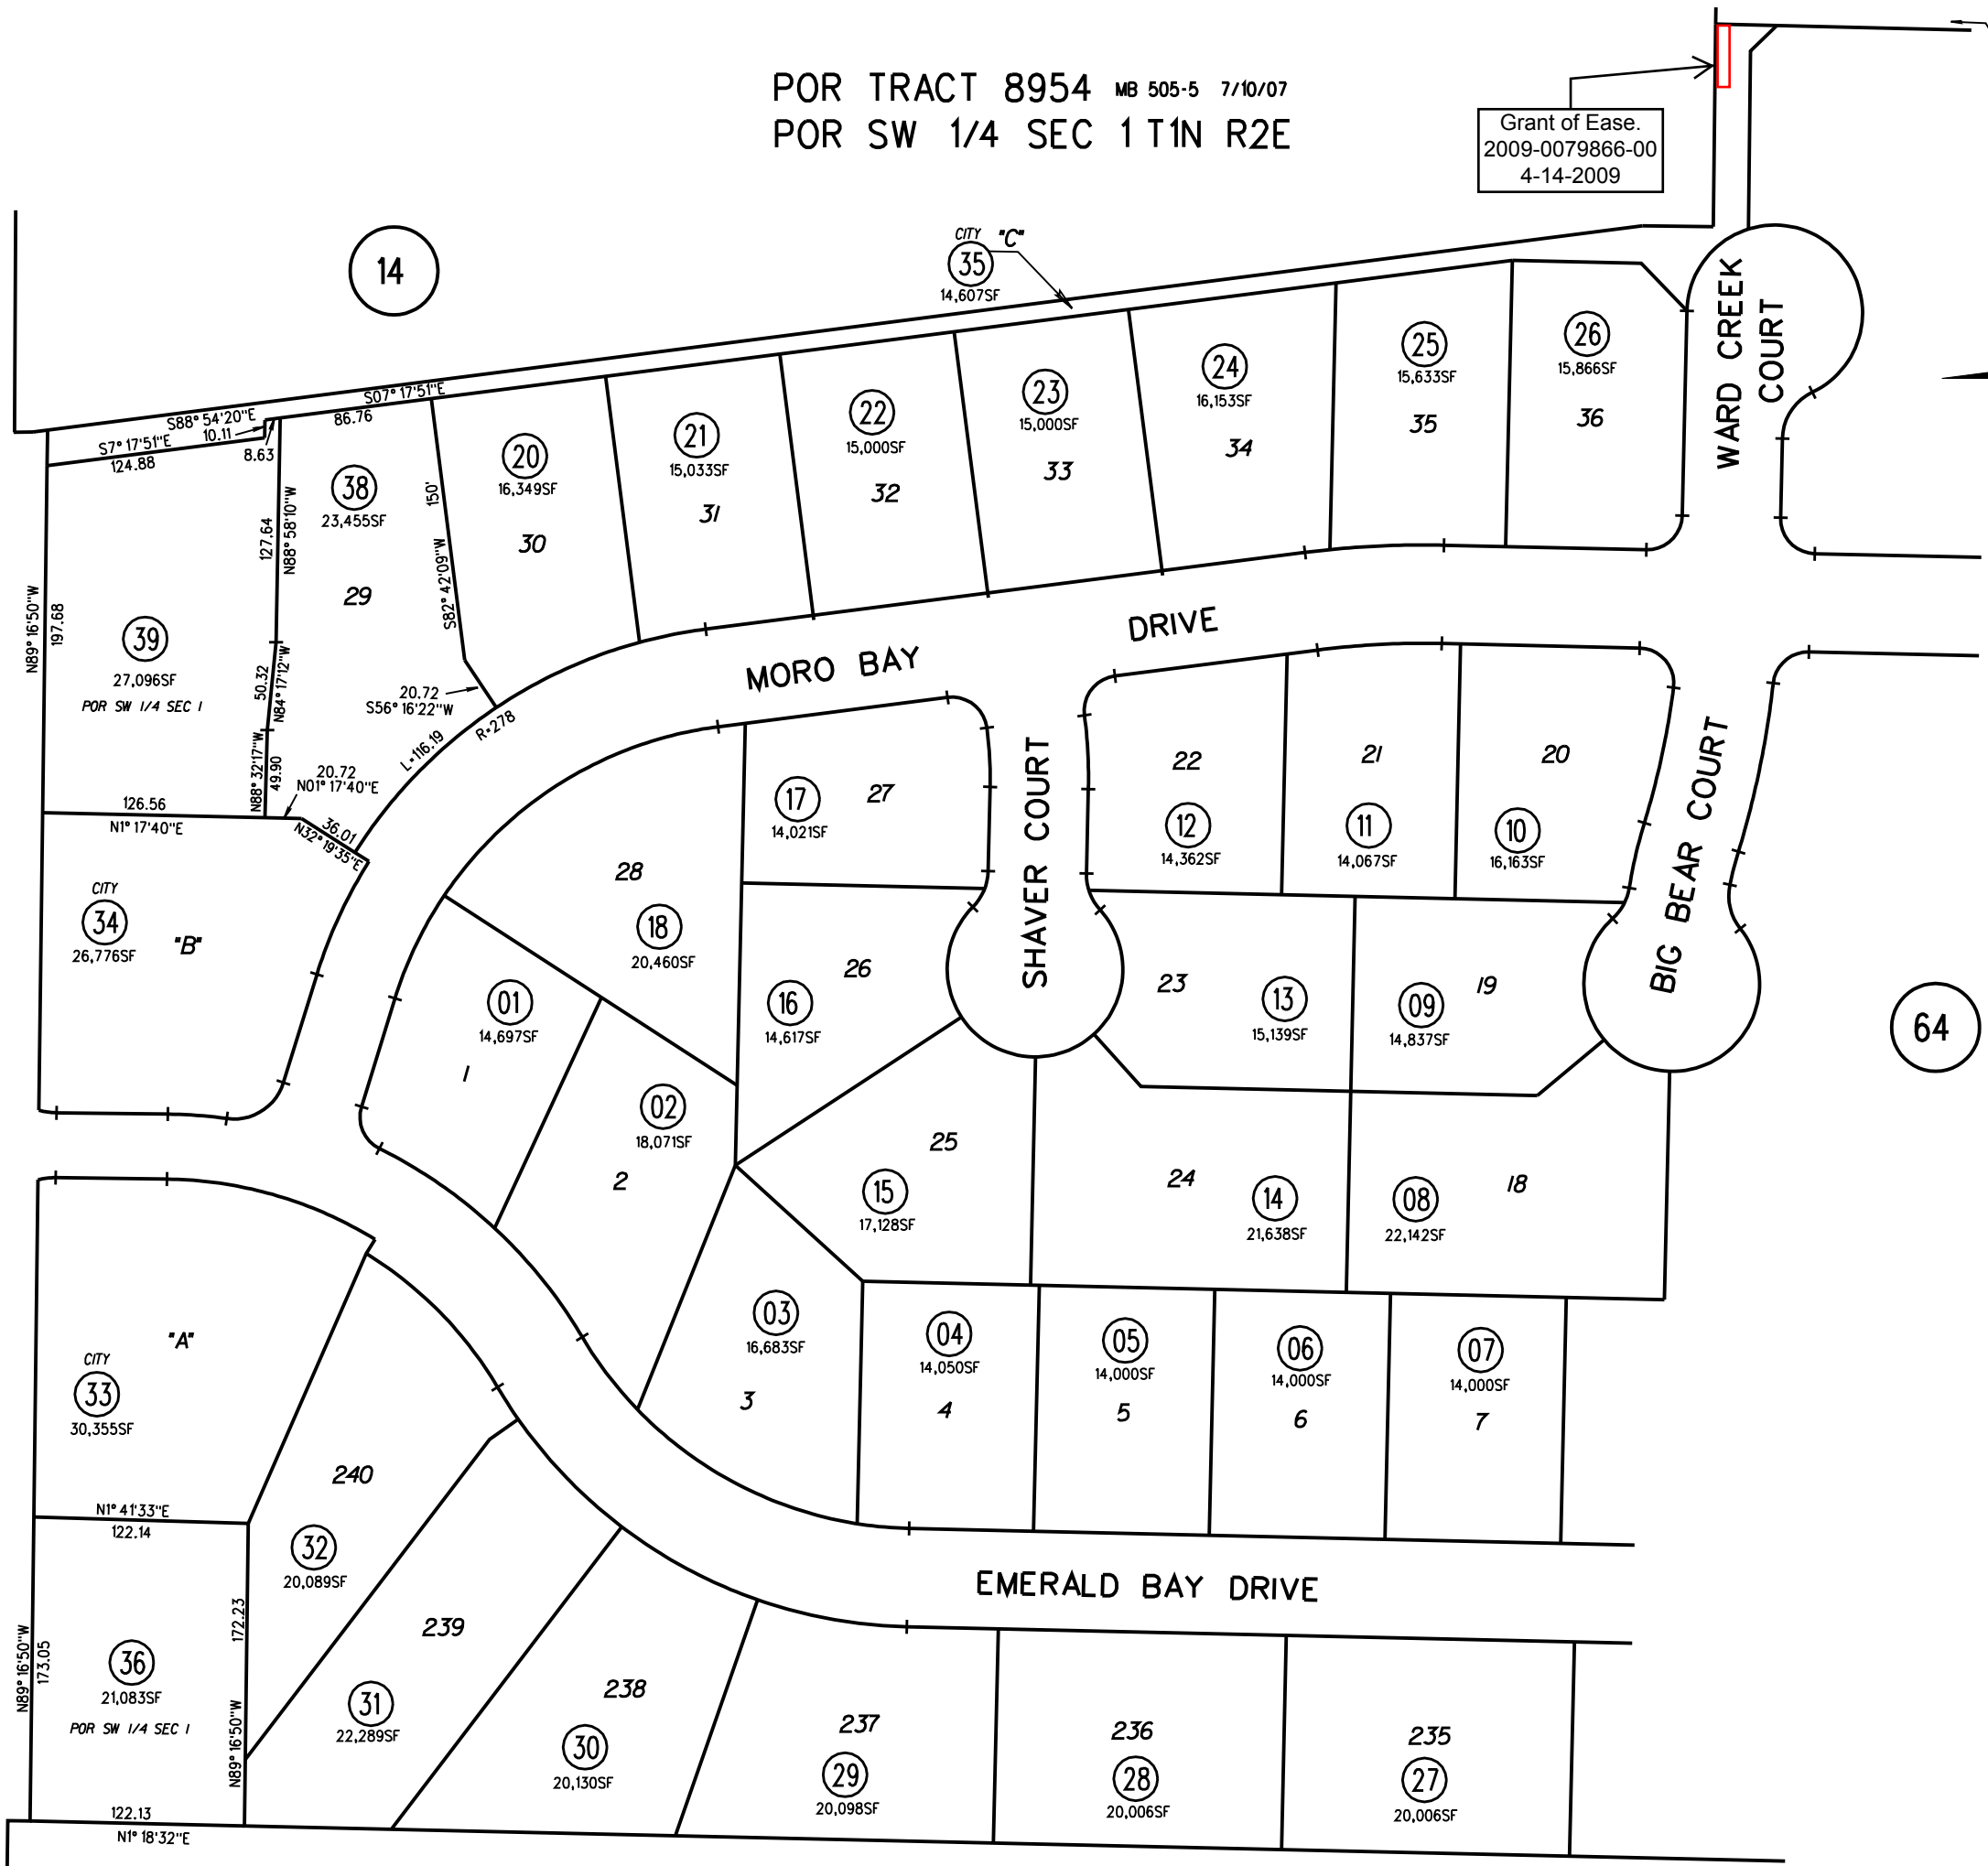 POR TRACT 8954 MB 505-5 7/10/07
POR SW 1/4 SEC 1 T1N R2E
Grant of Ease.
2009-0079866-00
4-14-2009
14
CITY "C"
35
14,607SF
WARD CREEK
COURT
S88° 54'20"E
10.11
S07° 17'51"E
86.76
S7° 17'51"E
124.88
8.63
127.64
N88° 58'10"W
38
23,455SF
29
150'
S82° 42'09"W
20
16,349SF
30
21
15,033SF
31
22
15,000SF
32
23
15,000SF
33
24
16,153SF
34
25
15,633SF
35
26
15,866SF
36
N89° 16'50"W
197.68
39
27,096SF
POR SW 1/4 SEC 1
50.32
N84° 17'12"W
N88° 32'17"W
49.90
20.72
S56° 16'22"W
L=116.19
R=278
20.72
N01° 17'40"E
36.01
N32° 19'35"E
126.56
N1° 17'40"E
MORO BAY
DRIVE
CITY
34
26,776SF
"B"
17
14,021SF
27
28
18
20,460SF
SHAVER COURT
22
12
14,362SF
21
11
14,067SF
20
10
16,163SF
BIG BEAR COURT
01
14,697SF
1
16
14,617SF
26
23
13
15,139SF
09
14,837SF
19
64
02
18,071SF
2
25
15
17,128SF
24
14
21,638SF
08
22,142SF
18
"A"
CITY
33
30,355SF
03
16,683SF
3
04
14,050SF
4
05
14,000SF
5
06
14,000SF
6
07
14,000SF
7
N1° 41'33"E
122.14
240
32
20,089SF
EMERALD BAY DRIVE
N89° 16'50"W
173.05
36
21,083SF
POR SW 1/4 SEC 1
172.23
N89° 16'50"W
239
31
22,289SF
238
30
20,130SF
237
29
20,098SF
236
28
20,006SF
235
27
20,006SF
122.13
N1° 18'32"E